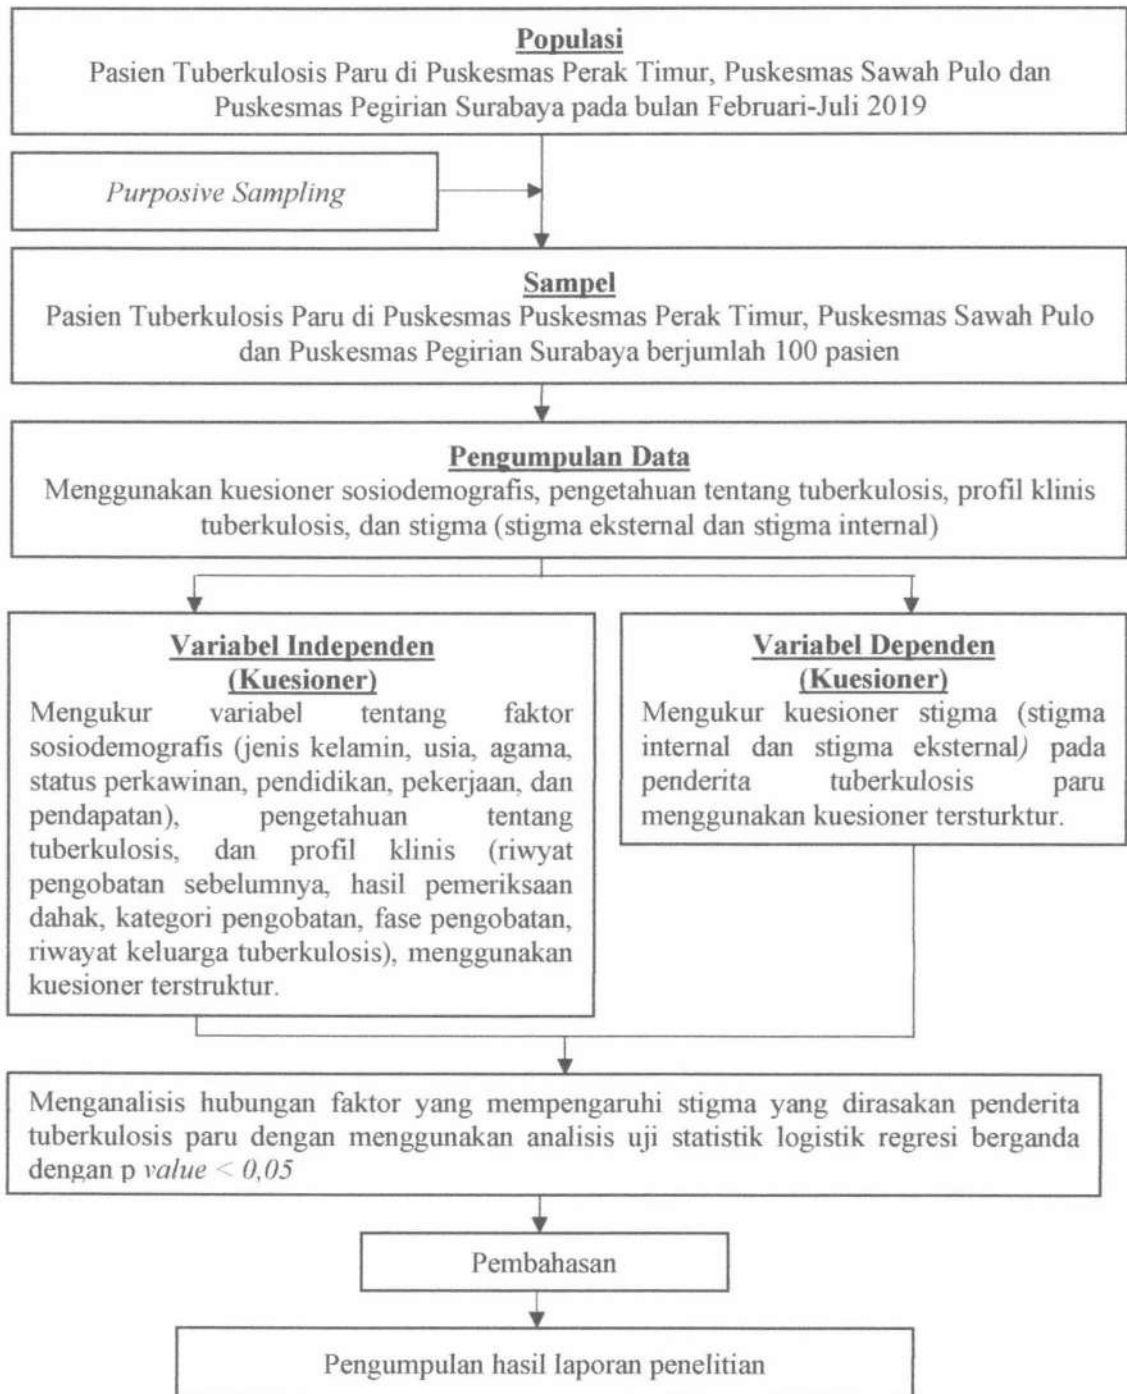 Populasi
Pasien Tuberkulosis Paru di Puskesmas Perak Timur, Puskesmas Sawah Pulo dan
Puskesmas Pegirian Surabaya pada bulan Februari-Juli 2019
Purposive Sampling
Sampel
Pasien Tuberkulosis Paru di Puskesmas Puskesmas Perak Timur, Puskesmas Sawah Pulo
dan Puskesmas Pegirian Surabaya berjumlah 100 pasien
Pengumpulan Data
Menggunakan kuesioner sosiodemografis, pengetahuan tentang tuberkulosis, profil klinis
tuberkulosis, dan stigma (stigma eksternal dan stigma internal)
Variabel Independen
(Kuesioner)
Mengukur variabel tentang faktor
sosiodemografis (jenis kelamin, usia, agama,
status perkawinan, pendidikan, pekerjaan, dan
pendapatan), pengetahuan tentang
tuberkulosis, dan profil klinis (riwyat
pengobatan sebelumnya, hasil pemeriksaan
dahak, kategori pengobatan, fase pengobatan,
riwayat keluarga tuberkulosis), menggunakan
kuesioner terstruktur.
Variabel Dependen
(Kuesioner)
Mengukur kuesioner stigma (stigma
internal dan stigma eksternal) pada
penderita tuberkulosis paru
menggunakan kuesioner tersturktur.
Menganalisis hubungan faktor yang mempengaruhi stigma yang dirasakan penderita
tuberkulosis paru dengan menggunakan analisis uji statistik logistik regresi berganda
dengan p value < 0,05
Pembahasan
Pengumpulan hasil laporan penelitian